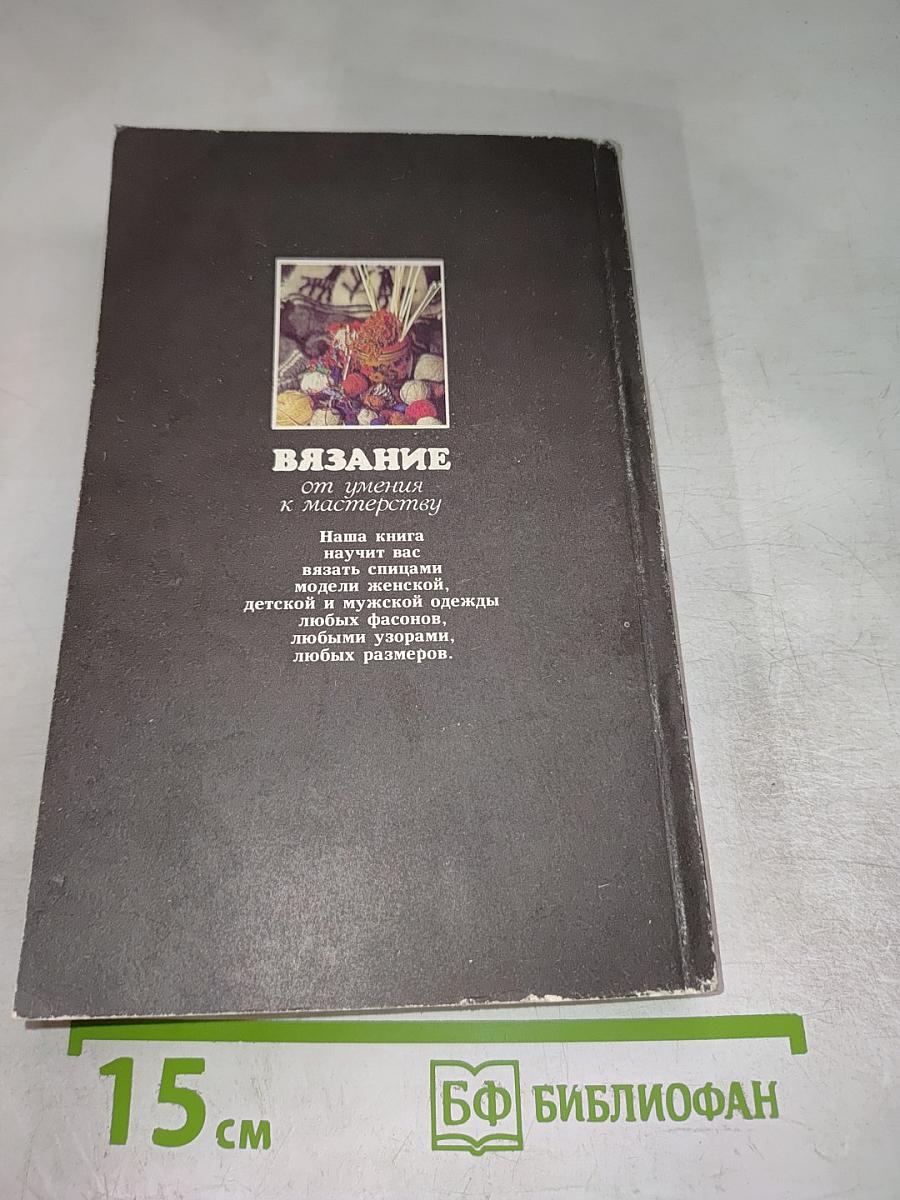 ВЯЗАНИЕ
от умения
к мастерству
Наша книга
научит вас
вязать спицами
модели женской,
детской и мужской одежды
любых фасонов,
любыми узорами,
любых размеров.
15 см
БФ БИБЛИОФАН